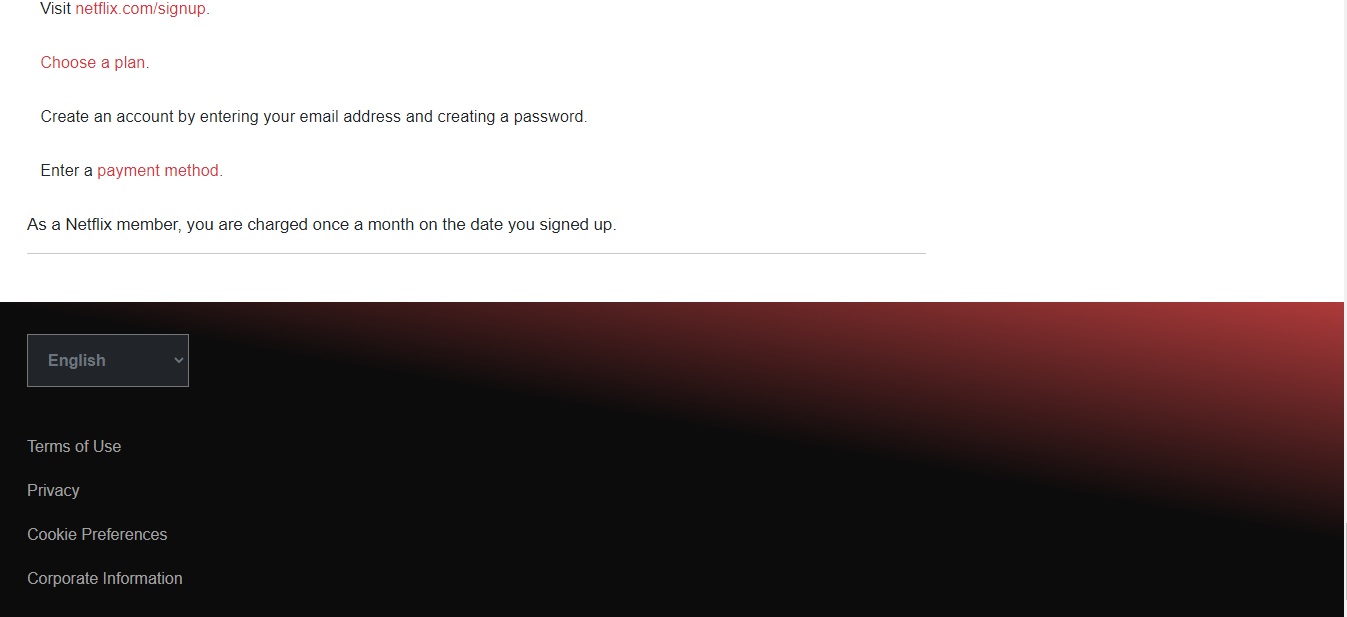 Visit netflix.com/signup.
Choose a plan.
Create an account by entering your email address and creating a password.
Enter a payment method.
As a Netflix member, you are charged once a month on the date you signed up.
English
Terms of Use
Privacy
Cookie Preferences
Corporate Information